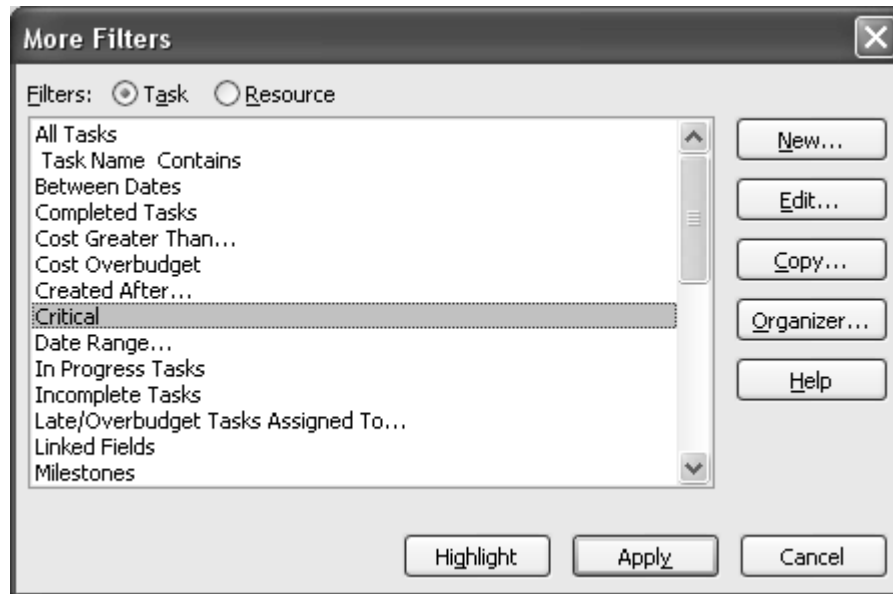 More Filters
Filters: Task Resource
All Tasks
Task Name Contains
Between Dates
Completed Tasks
Cost Greater Than...
Cost Overbudget
Created After...
Critical
Date Range...
In Progress Tasks
Incomplete Tasks
Late/Overbudget Tasks Assigned To...
Linked Fields
Milestones
New...
Edit...
Copy...
Organizer...
Help
Highlight Apply Cancel